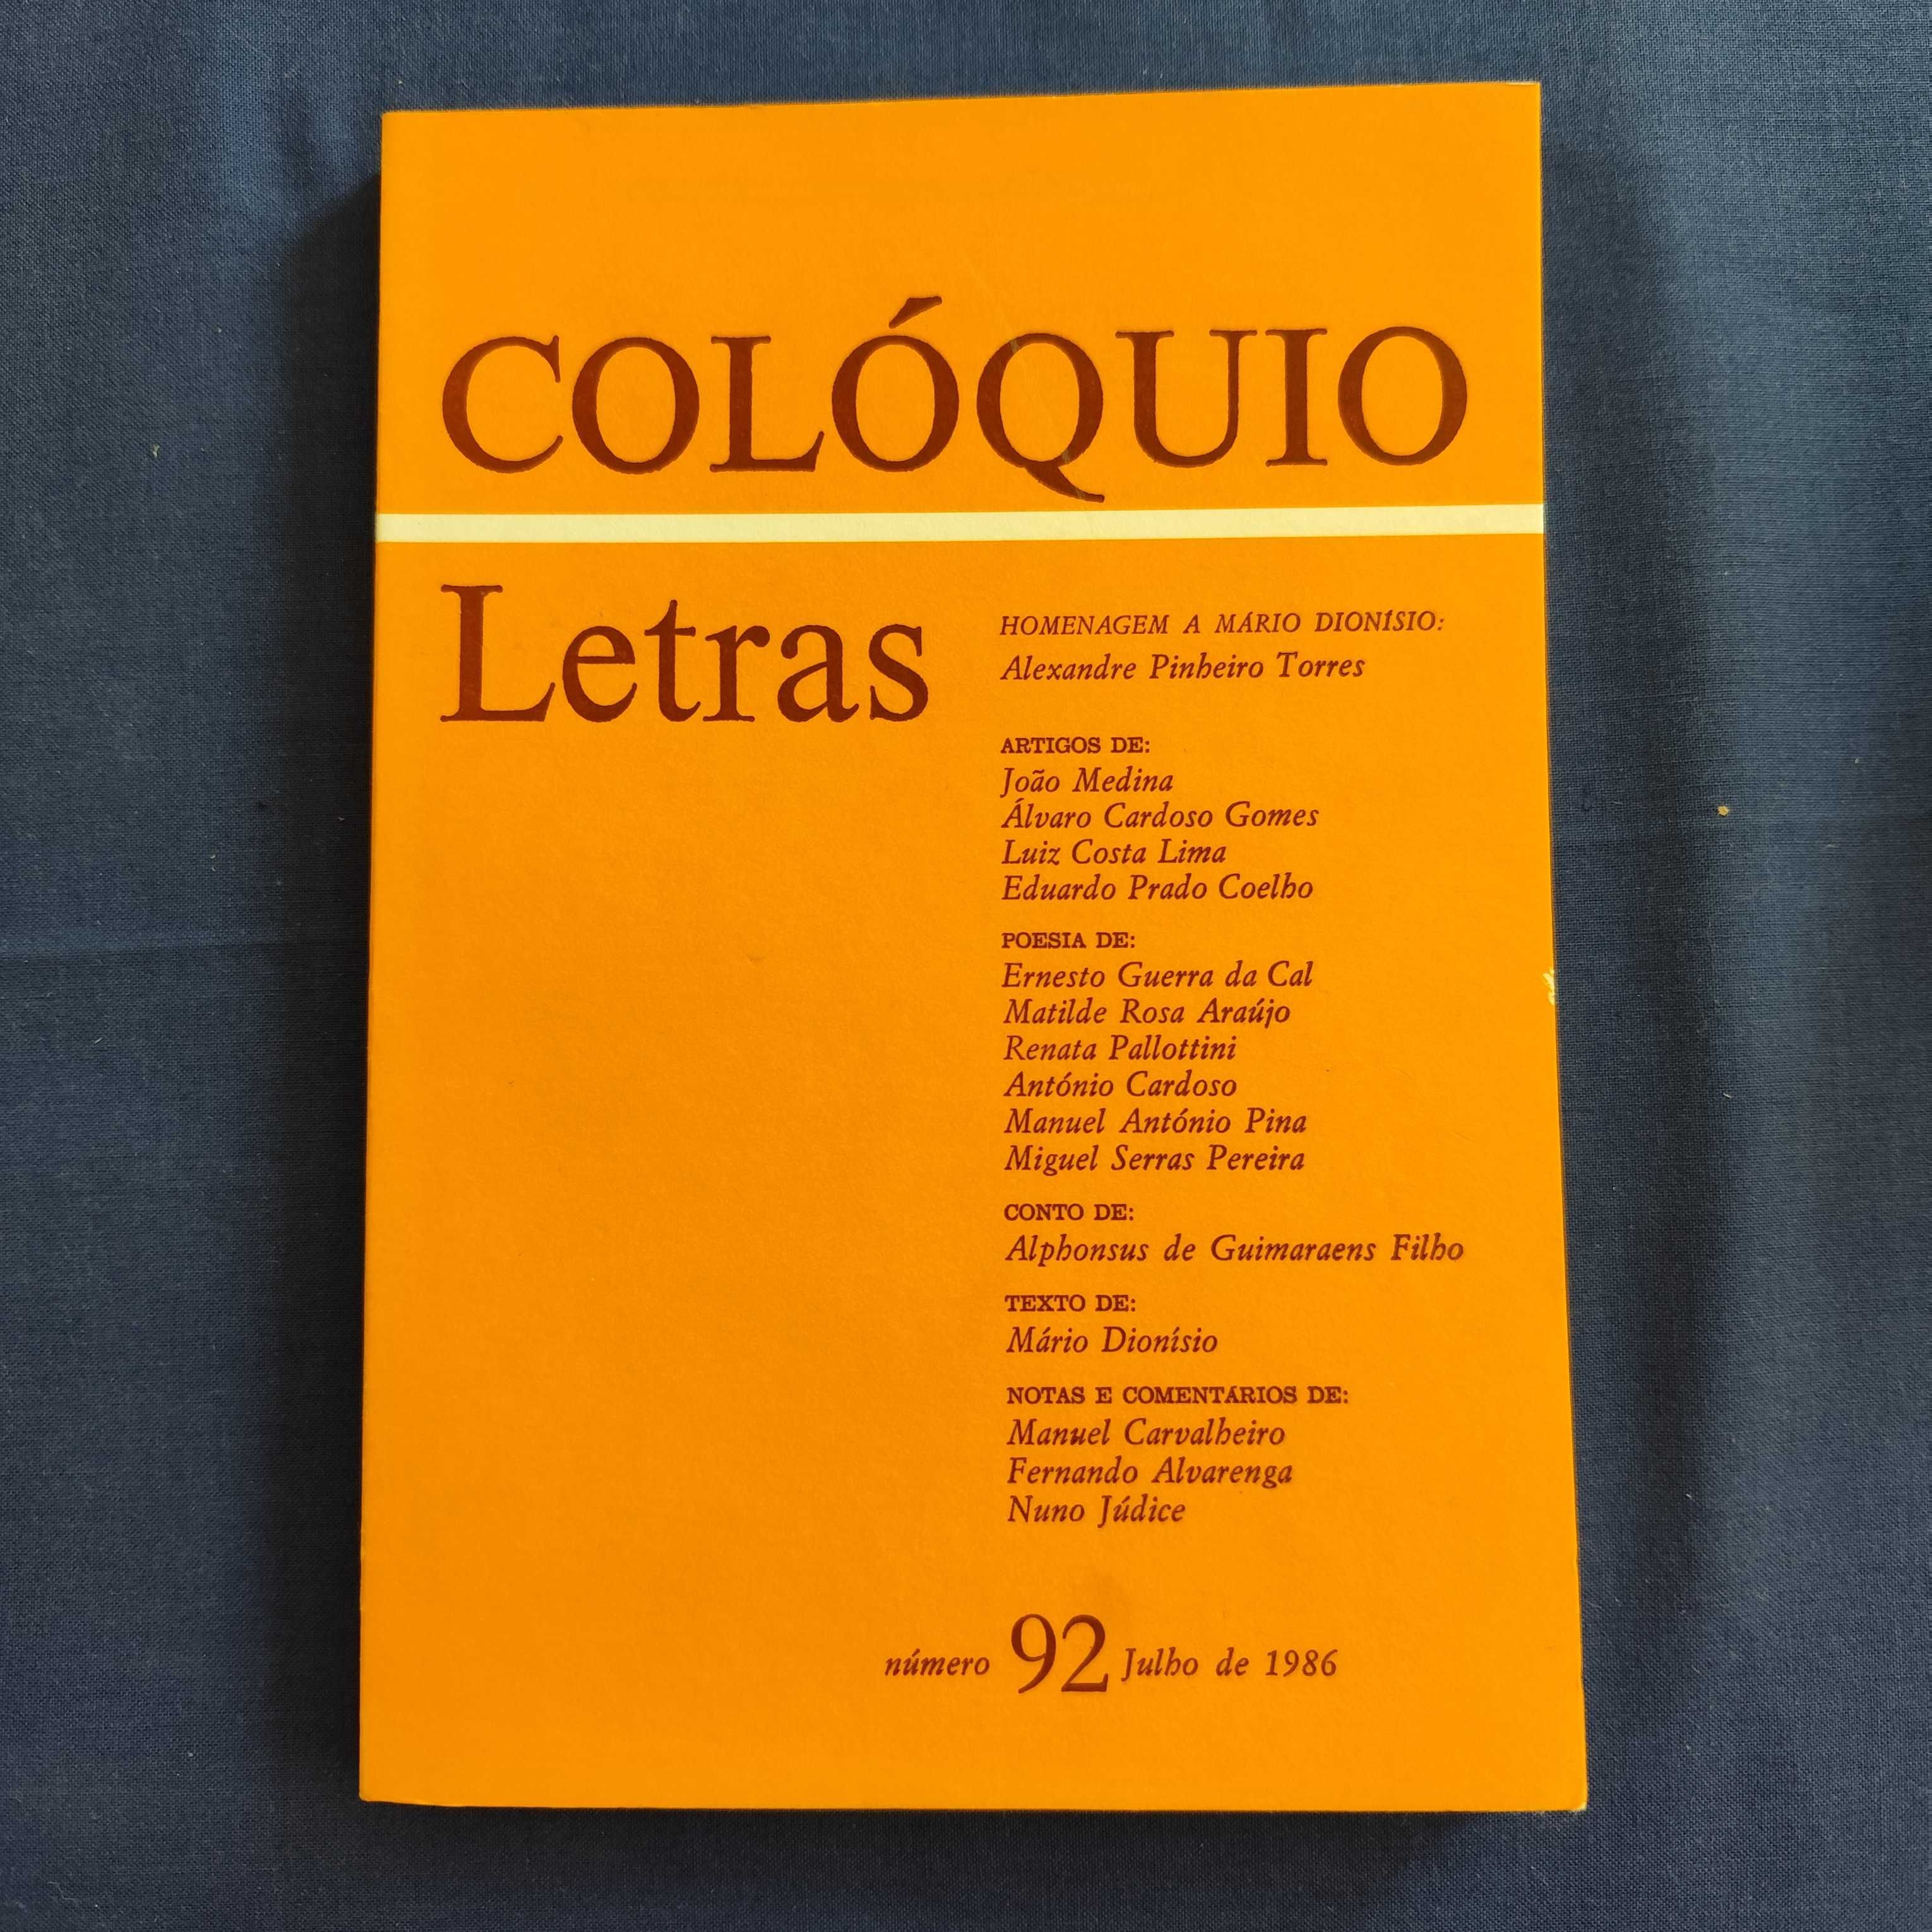 COLÓQUIO
Letras
HOMENAGEM A MÁRIO DIONÍSIO:
Alexandre Pinheiro Torres
ARTIGOS DE:
João Medina
Álvaro Cardoso Gomes
Luiz Costa Lima
Eduardo Prado Coelho
POESIA DE:
Ernesto Guerra da Cal
Matilde Rosa Araújo
Renata Pallottini
António Cardoso
Manuel António Pina
Miguel Serras Pereira
CONTO DE:
Alphonsus de Guimaraens Filho
TEXTO DE:
Mário Dionísio
NOTAS E COMENTÁRIOS DE:
Manuel Carvalheiro
Fernando Alvarenga
Nuno Júdice
número 92 Julho de 1986